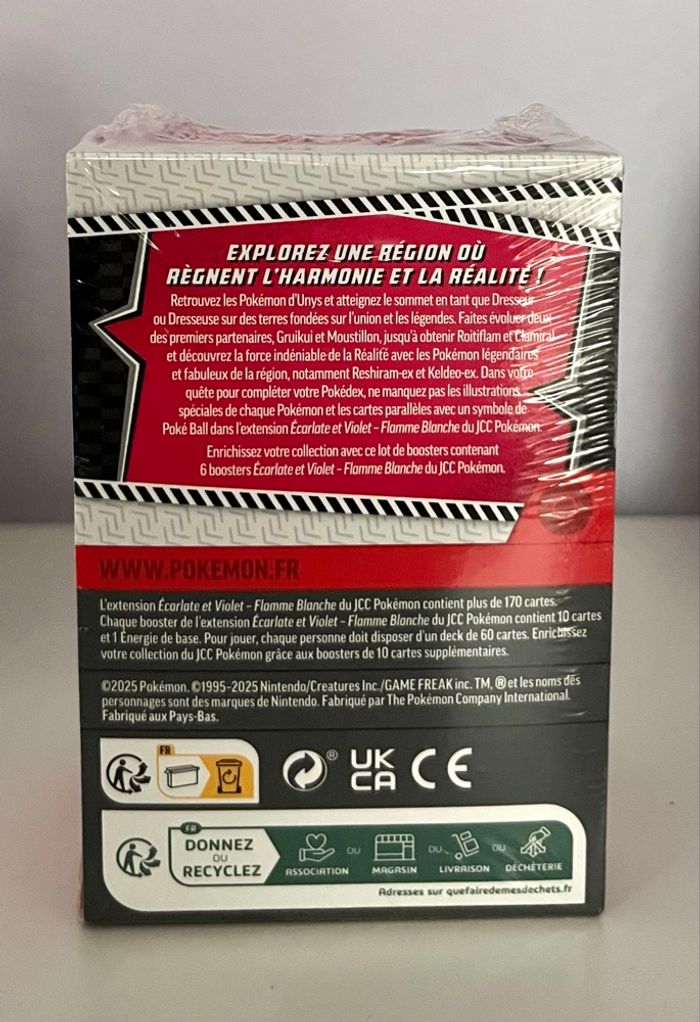 EXPLOREZ UNE RÉGION OÙ
RÈGNENT L'HARMONIE ET LA RÉALITÉ !
Retrouvez les Pokémon d'Unys et atteignez le sommet en tant que Dresseur
ou Dresseuse sur des terres fondées sur l'union et les légendes. Faites évoluer deux
des premiers partenaires, Gruikui et Moustillon, jusqu'à obtenir Roitiflam et Clamiral
et découvrez la force indéniable de la Réalité avec les Pokémon légendaires
et fabuleux de la région, notamment Reshiram-ex et Keldeo-ex. Dans votre
quête pour compléter votre Pokédex, ne manquez pas les illustrations
spéciales de chaque Pokémon et les cartes parallèles avec un symbole de
Poké Ball dans l'extension Écarlate et Violet – Flamme Blanche du JCC Pokémon.
Enrichissez votre collection avec ce lot de boosters contenant
6 boosters Écarlate et Violet – Flamme Blanche du JCC Pokémon.
WWW.POKEMON.FR
L'extension Écarlate et Violet – Flamme Blanche du JCC Pokémon contient plus de 170 cartes.
Chaque booster de l'extension Écarlate et Violet – Flamme Blanche du JCC Pokémon contient 10 cartes
et 1 Énergie de base. Pour jouer, chaque personne doit disposer d'un deck de 60 cartes. Enrichissez
votre collection du JCC Pokémon grâce aux boosters de 10 cartes supplémentaires.
©2025 Pokémon. ©1995-2025 Nintendo/Creatures Inc./GAME FREAK inc. TM, ® et les noms des
personnages sont des marques de Nintendo. Fabriqué par The Pokémon Company International.
Fabriqué aux Pays-Bas.
FR
®
UK
CA
CE
FR
DONNEZ
OU
RECYCLEZ
ASSOCIATION OU MAGASIN OU LIVRAISON OU DÉCHÈTERIE
Adresses sur quefairedemesdechets.fr